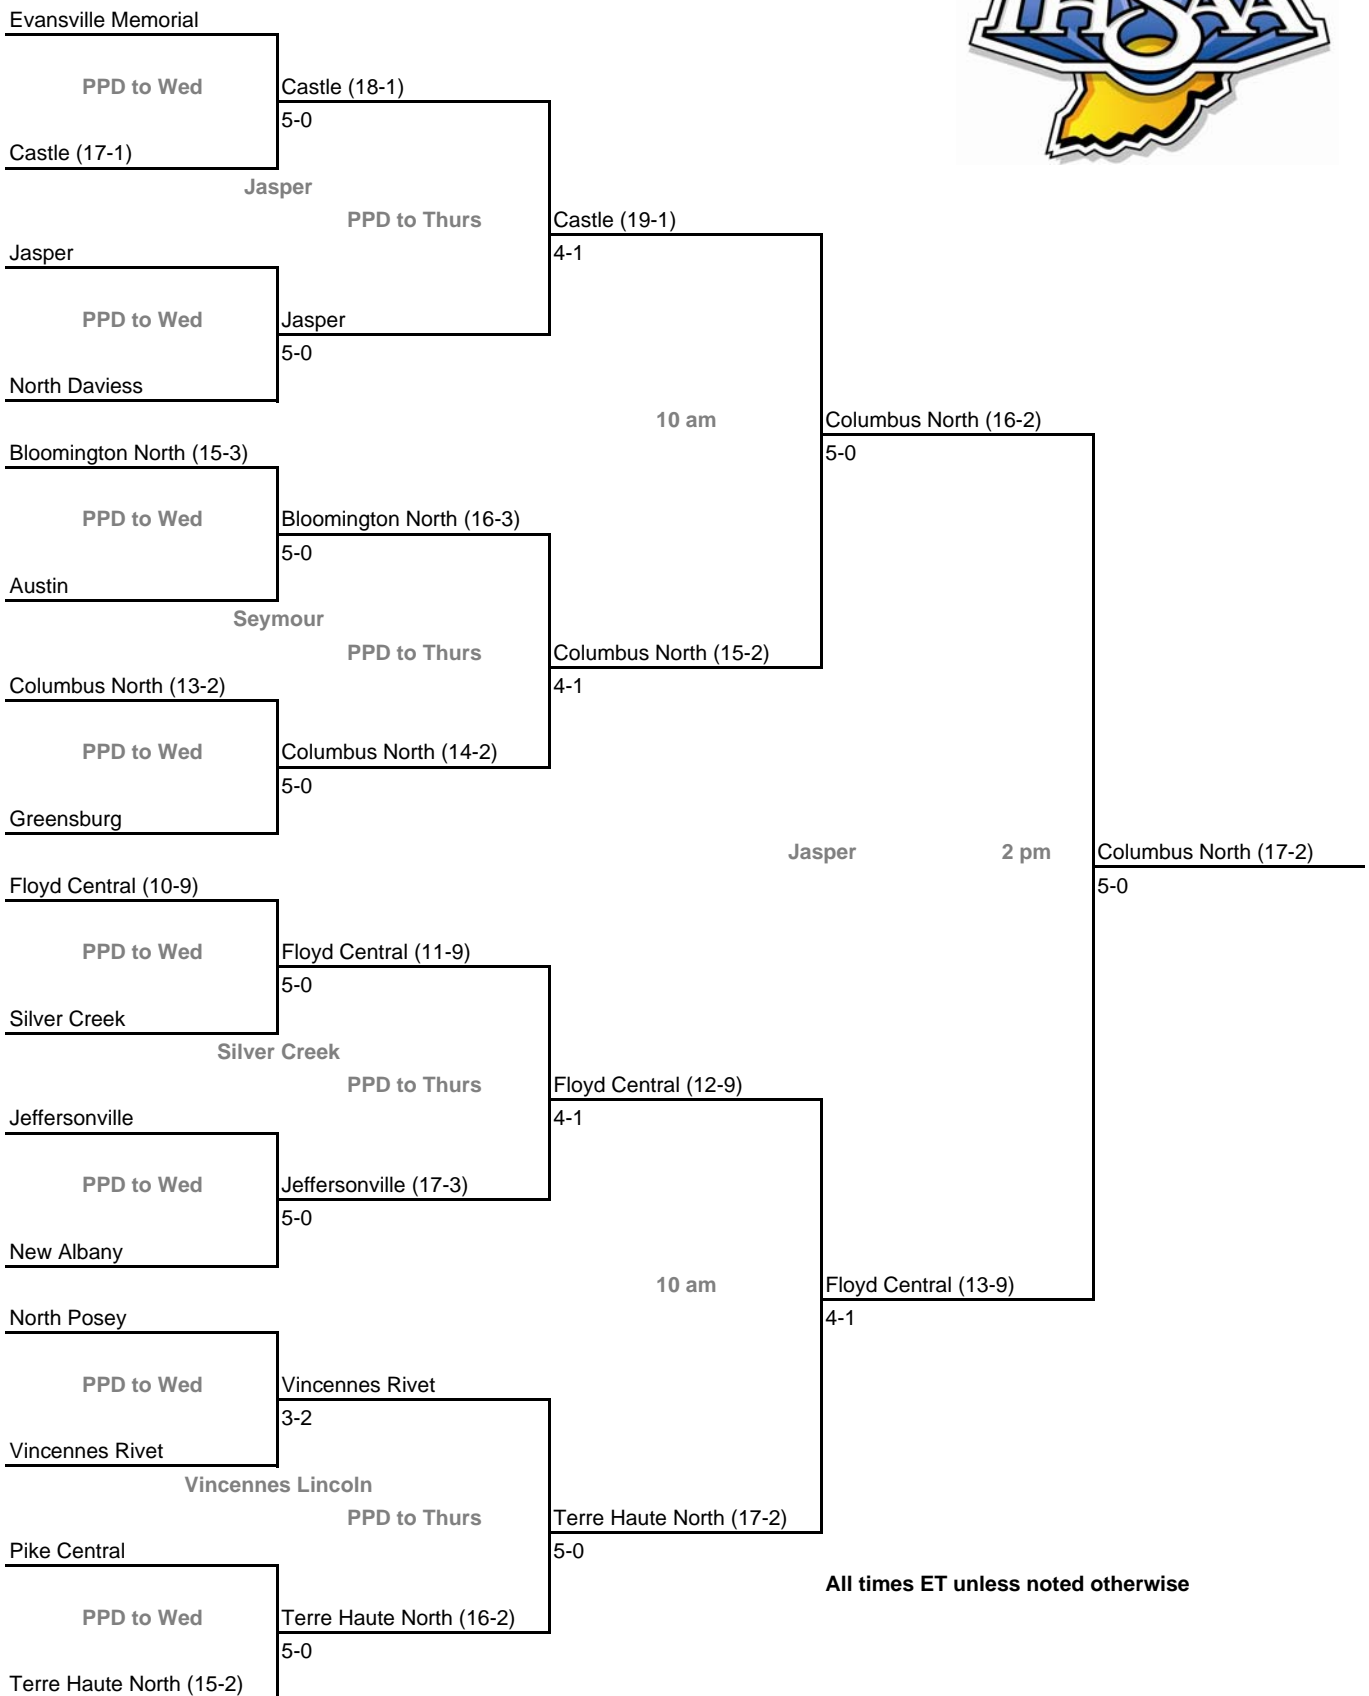 IHSAA
Evansville Memorial
PPD to Wed
Castle (18-1)
5-0
Castle (17-1)
Jasper
PPD to Thurs
Castle (19-1)
Jasper
4-1
PPD to Wed
Jasper
5-0
North Daviess
10 am
Columbus North (16-2)
Bloomington North (15-3)
5-0
PPD to Wed
Bloomington North (16-3)
5-0
Austin
Seymour
PPD to Thurs
Columbus North (15-2)
Columbus North (13-2)
4-1
PPD to Wed
Columbus North (14-2)
5-0
Greensburg
Jasper
2 pm
Columbus North (17-2)
Floyd Central (10-9)
5-0
PPD to Wed
Floyd Central (11-9)
5-0
Silver Creek
Silver Creek
PPD to Thurs
Floyd Central (12-9)
Jeffersonville
4-1
PPD to Wed
Jeffersonville (17-3)
5-0
New Albany
10 am
Floyd Central (13-9)
North Posey
4-1
PPD to Wed
Vincennes Rivet
3-2
Vincennes Rivet
Vincennes Lincoln
PPD to Thurs
Terre Haute North (17-2)
Pike Central
5-0
All times ET unless noted otherwise
PPD to Wed
Terre Haute North (16-2)
5-0
Terre Haute North (15-2)